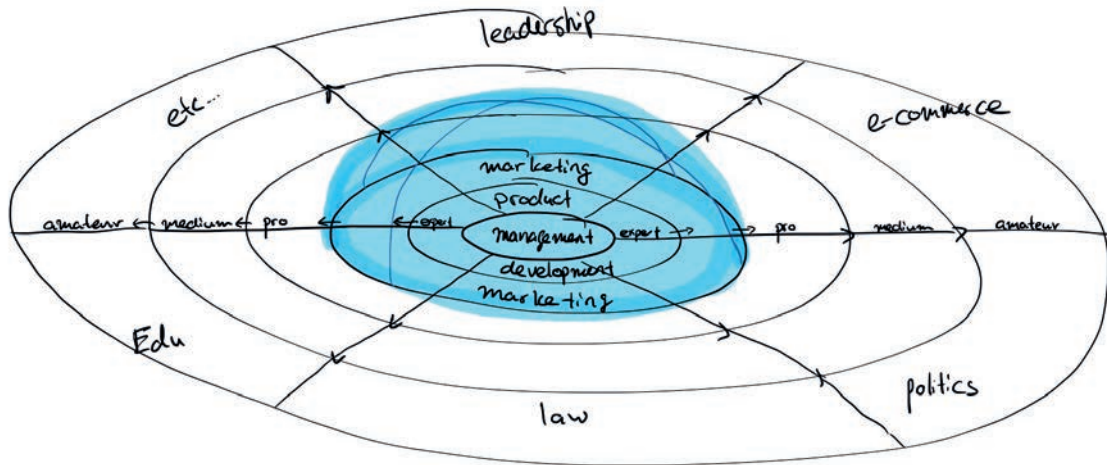 leadership
etc...
e-commerce
marketing
product
amateur medium pro expert management expert pro medium amateur
development
marketing
Edu
politics
law